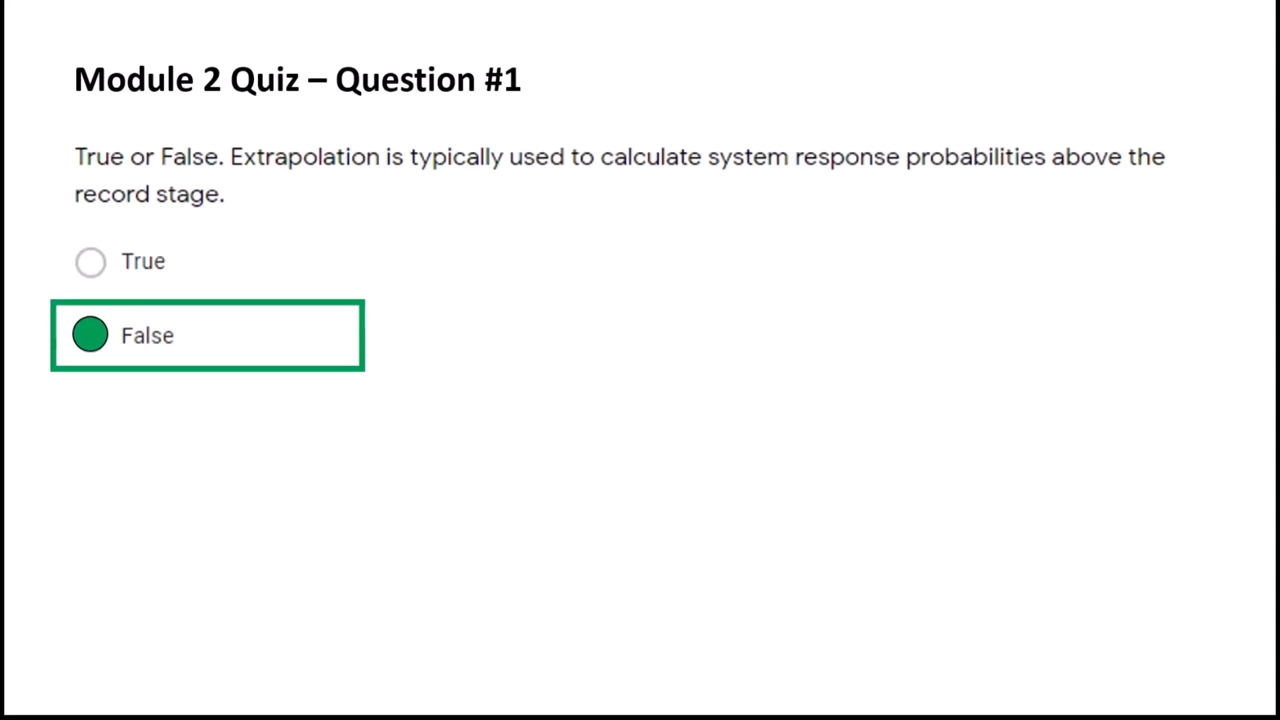 Module 2 Quiz – Question #1
True or False. Extrapolation is typically used to calculate system response probabilities above the
record stage.
True
False